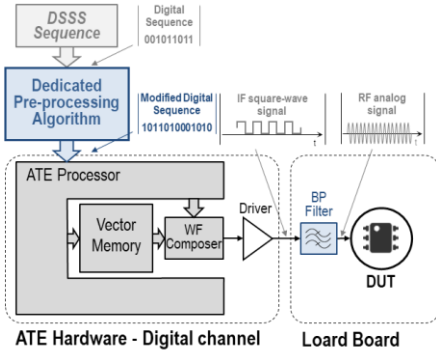 DSSS
Sequence
Digital
Sequence
001011011
Dedicated
Pre-processing
Algorithm
Modified Digital
Sequence
1011010001010
IF square-wave
signal
t
RF analog
signal
t
ATE Processor
Vector
Memory
WF
Composer
Driver
BP
Filter
DUT
ATE Hardware - Digital channel
Loard Board